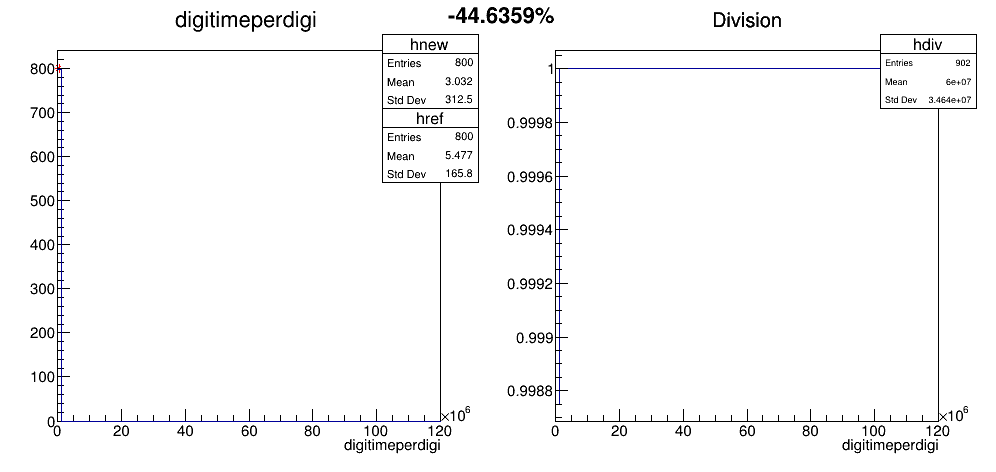 digitimeperdigi
-44.6359%
Division
hnew
Entries 800
Mean 3.032
Std Dev 312.5
href
Entries 800
Mean 5.477
Std Dev 165.8
800
700
600
500
400
300
200
100
0
0 20 40 60 80 100 120
×10⁶
digitimeperdigi
hdiv
Entries 902
Mean 6e+07
Std Dev 3.464e+07
1
0.9998
0.9996
0.9994
0.9992
0.999
0.9988
0 20 40 60 80 100 120
×10⁶
digitimeperdigi